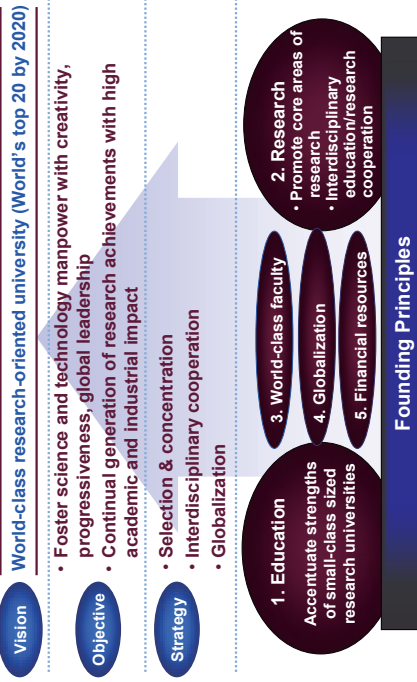 Vision
World-class research-oriented university (World's top 20 by 2020)
Objective
• Foster science and technology manpower with creativity,
progressiveness, global leadership
• Continual generation of research achievements with high
academic and industrial impact
Strategy
• Selection & concentration
• Interdisciplinary cooperation
• Globalization
1. Education
Accentuate strengths
of small-class sized
research universities
3. World-class faculty
4. Globalization
5. Financial resources
2. Research
• Promote core areas of
research
• Interdisciplinary
education/research
cooperation
Founding Principles